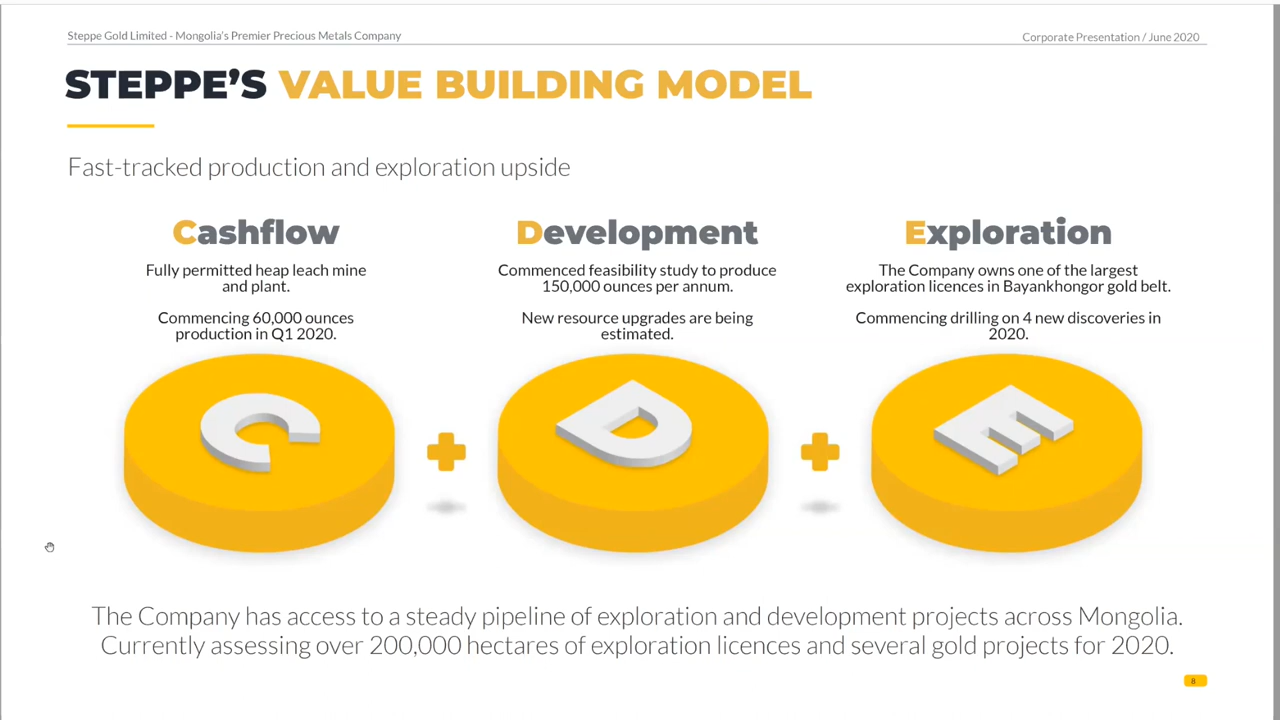 Steppe Gold Limited - Mongolia's Premier Precious Metals Company
Corporate Presentation / June 2020
STEPPE'S VALUE BUILDING MODEL
Fast-tracked production and exploration upside
Cashflow
Fully permitted heap leach mine
and plant.
Commencing 60,000 ounces
production in Q1 2020.
Development
Commenced feasibility study to produce
150,000 ounces per annum.
New resource upgrades are being
estimated.
Exploration
The Company owns one of the largest
exploration licences in Bayankhongor gold belt.
Commencing drilling on 4 new discoveries in
2020.
C
D
E
The Company has access to a steady pipeline of exploration and development projects across Mongolia.
Currently assessing over 200,000 hectares of exploration licences and several gold projects for 2020.
8